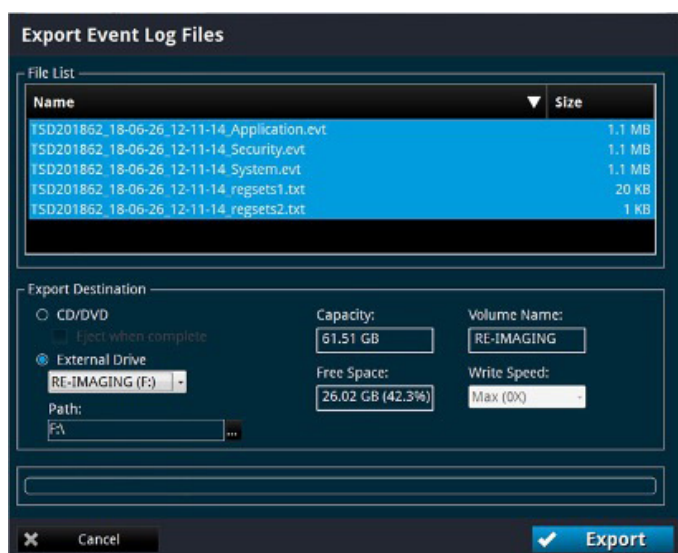 Export Event Log Files
File List
Name Size
TSD201862_18-06-26_12-11-14_Application.evt 1.1 MB
TSD201862_18-06-26_12-11-14_Security.evt 1.1 MB
TSD201862_18-06-26_12-11-14_System.evt 1.1 MB
TSD201862_18-06-26_12-11-14_regsets1.txt 20 KB
TSD201862_18-06-26_12-11-14_regsets2.txt 1 KB
Export Destination
CD/DVD
Eject when complete
External Drive
RE-IMAGING (F:)
Path:
F:\
...
Capacity:
61.51 GB
Free Space:
26.02 GB (42.3%)
Volume Name:
RE-IMAGING
Write Speed:
Max (0X)
Cancel
Export